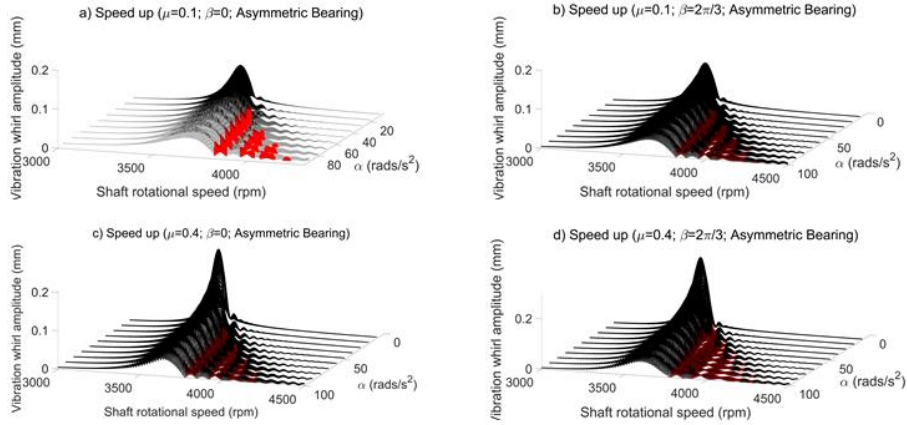 a) Speed up (μ=0.1; β=0; Asymmetric Bearing)
Vibration whirl amplitude (mm)
0.2
0.1
0
3000
3500
4000
Shaft rotational speed (rpm)
20
40
60
80
α (rads/s²)
b) Speed up (μ=0.1; β=2π/3; Asymmetric Bearing)
Vibration whirl amplitude (mm)
0.2
0.1
0
3000
3500
4000
4500
Shaft rotational speed (rpm)
0
50
100
α (rads/s²)
c) Speed up (μ=0.4; β=0; Asymmetric Bearing)
Vibration whirl amplitude (mm)
0.2
0.1
0
3000
3500
4000
4500
Shaft rotational speed (rpm)
0
50
100
α (rads/s²)
d) Speed up (μ=0.4; β=2π/3; Asymmetric Bearing)
/ibration whirl amplitude (mm)
0.2
0
3000
3500
4000
4500
Shaft rotational speed (rpm)
0
50
100
α (rads/s²)